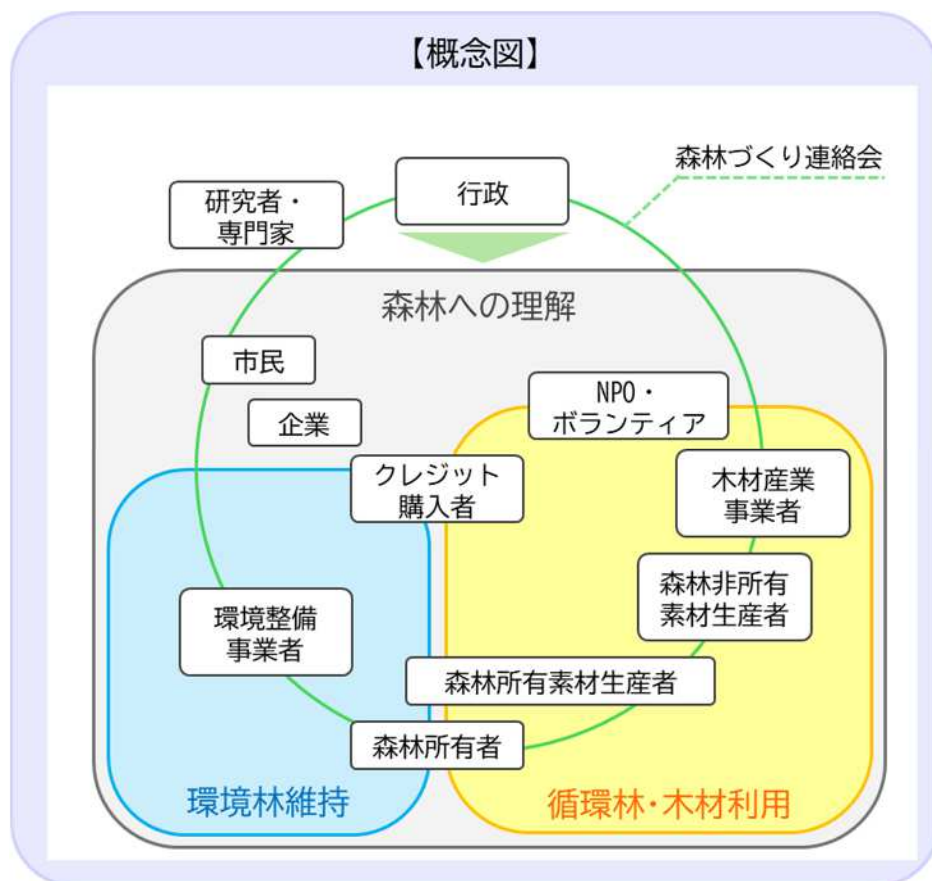 【概念図】
森林づくり連絡会
行政
研究者・
専門家
森林への理解
市民
NPO・
ボランティア
企業
クレジット
購入者
木材産業
事業者
森林非所有
素材生産者
環境整備
事業者
森林所有素材生産者
森林所有者
環境林維持
循環林・木材利用